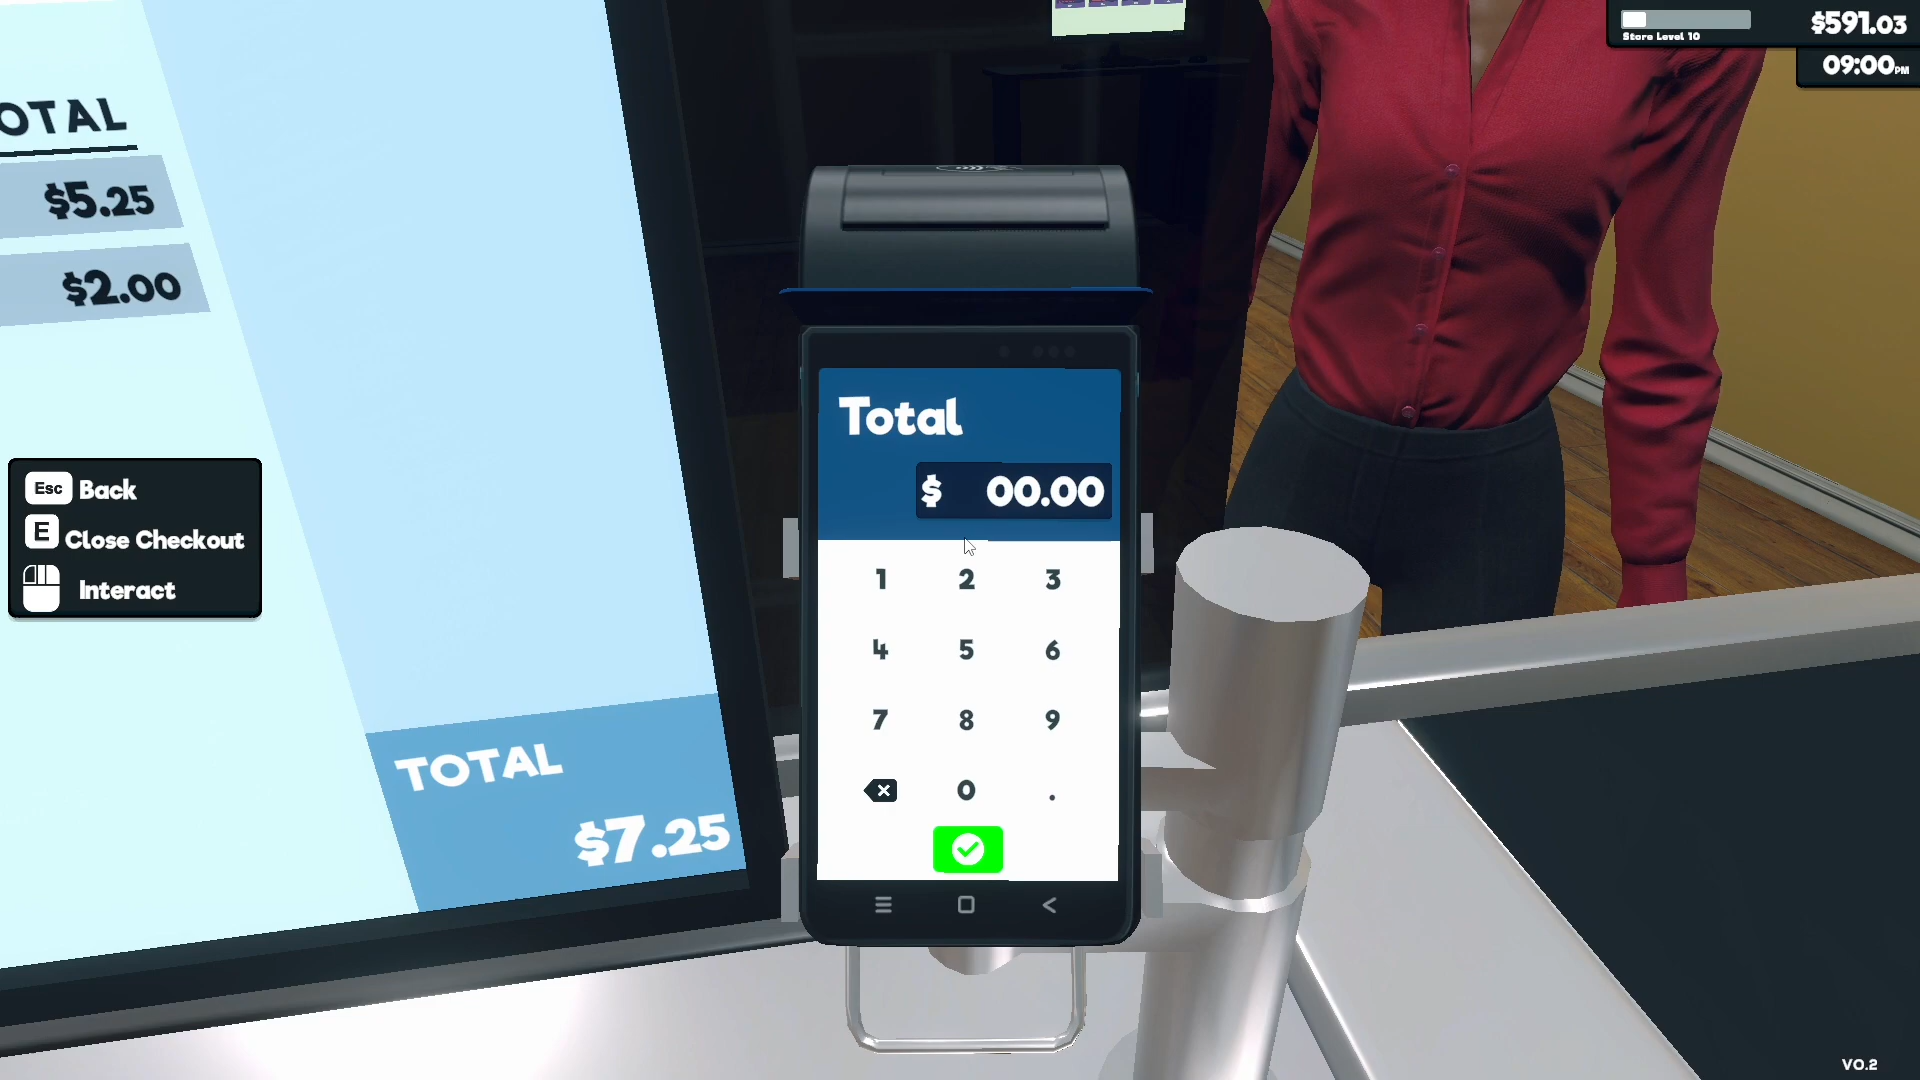 Store Level 10
$591.03
09:00PM
OTAL
$5.25
$2.00
Esc Back
E Close Checkout
Interact
TOTAL
$7.25
Total
$ 00.00
1 2 3
4 5 6
7 8 9
0 .
V0.2